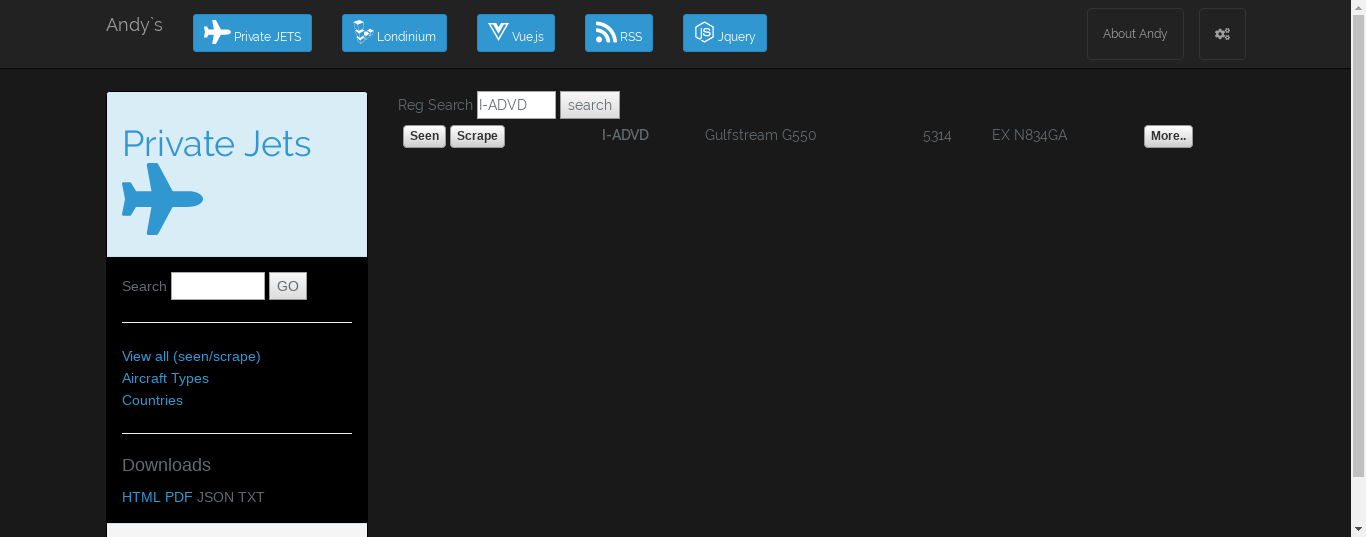 Andy`s Private JETS Londinium Vue.js RSS Jquery About Andy
Private Jets
Search GO
View all (seen/scrape)
Aircraft Types
Countries
Downloads
HTML PDF JSON TXT
Reg Search I-ADVD search
Seen Scrape I-ADVD Gulfstream G550 5314 EX N834GA More..